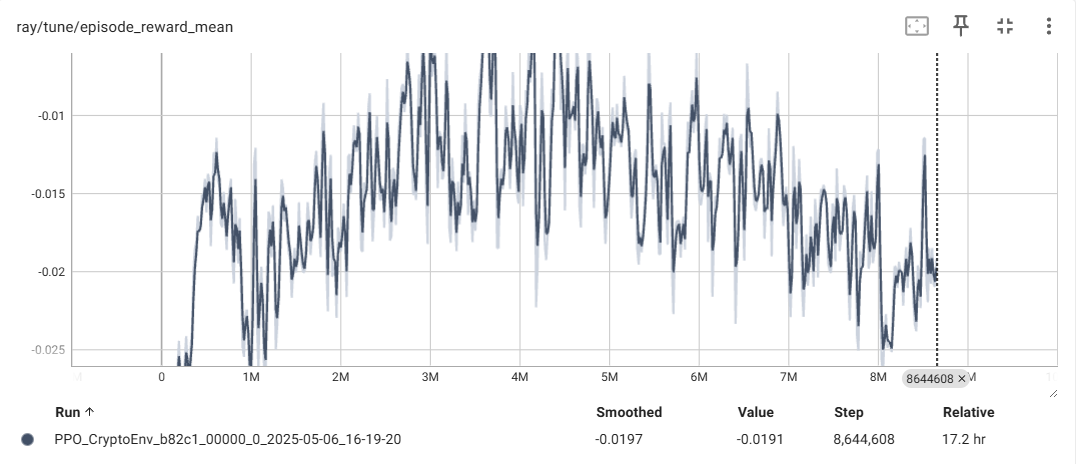 ray/tune/episode_reward_mean
-0.01
-0.015
-0.02
-0.025
M 0 1M 2M 3M 4M 5M 6M 7M 8M 8644608 × M
Run ↑ Smoothed Value Step Relative
PPO_CryptoEnv_b82c1_00000_0_2025-05-06_16-19-20 -0.0197 -0.0191 8,644,608 17.2 hr